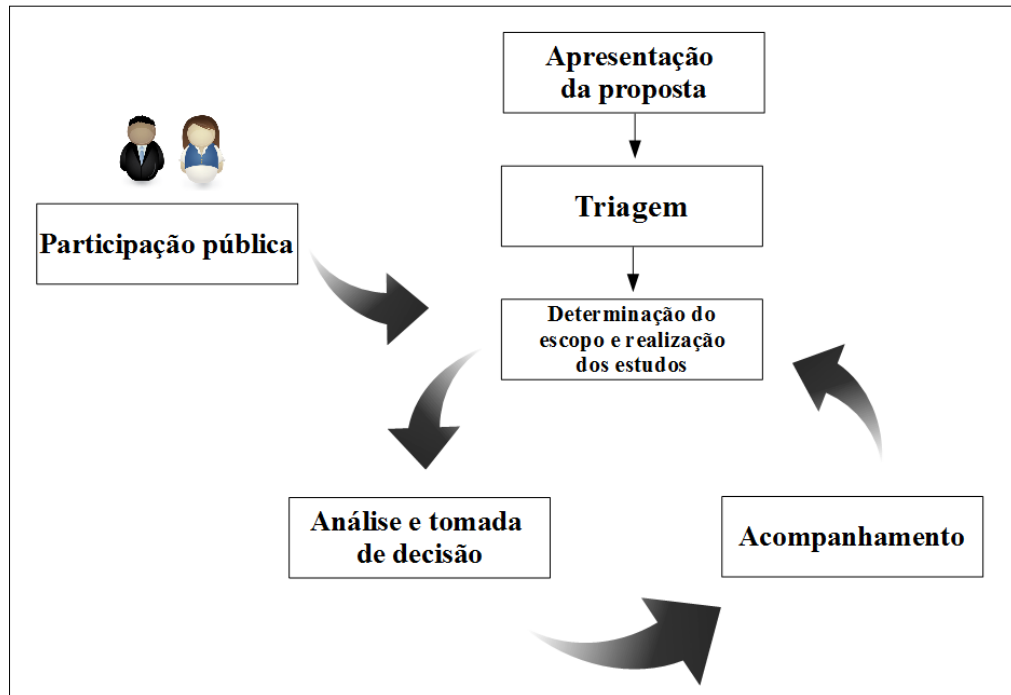 Apresentação
da proposta
Triagem
Participação pública
Determinação do
escopo e realização
dos estudos
Análise e tomada
de decisão
Acompanhamento